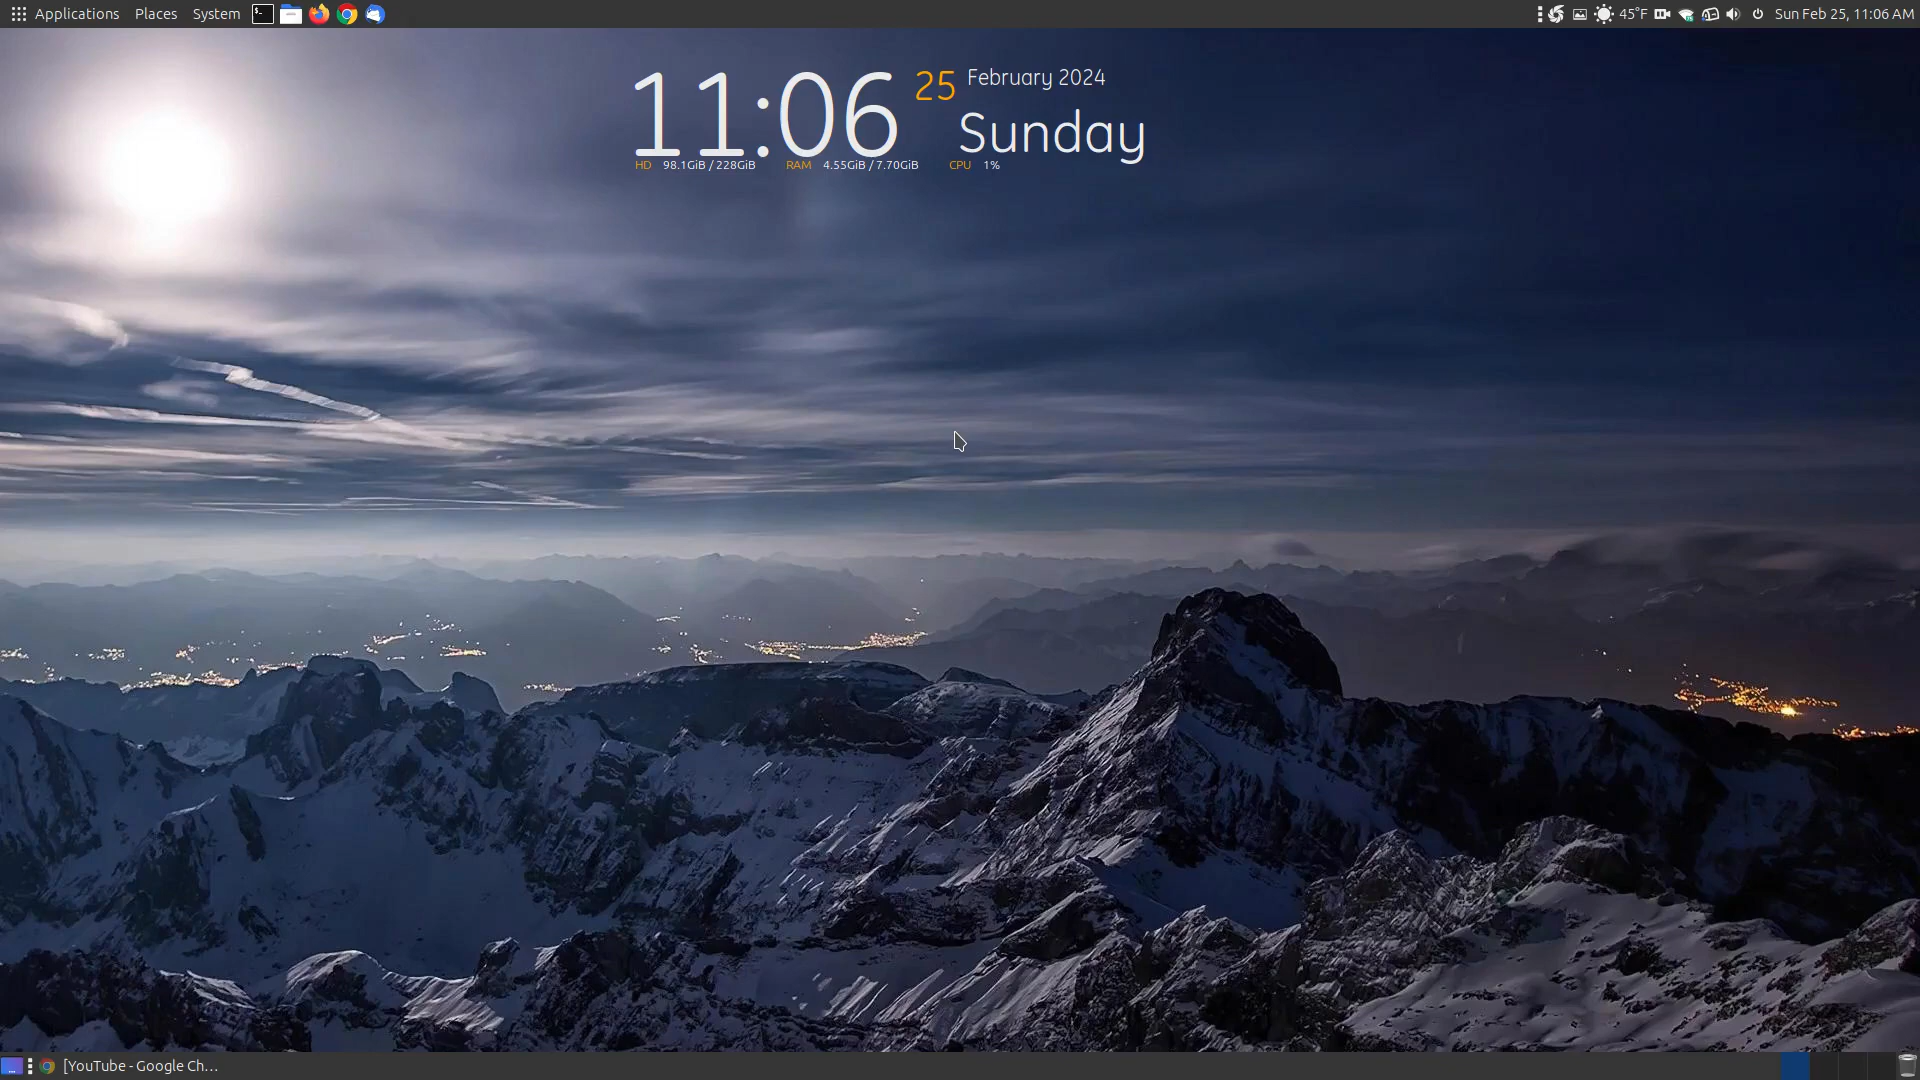 Applications Places System 45°F Sun Feb 25, 11:06 AM
11:06 25 February 2024
Sunday
HD 98.1GiB / 228GiB RAM 4.55GiB / 7.70GiB CPU 1%
[YouTube - Google Ch...